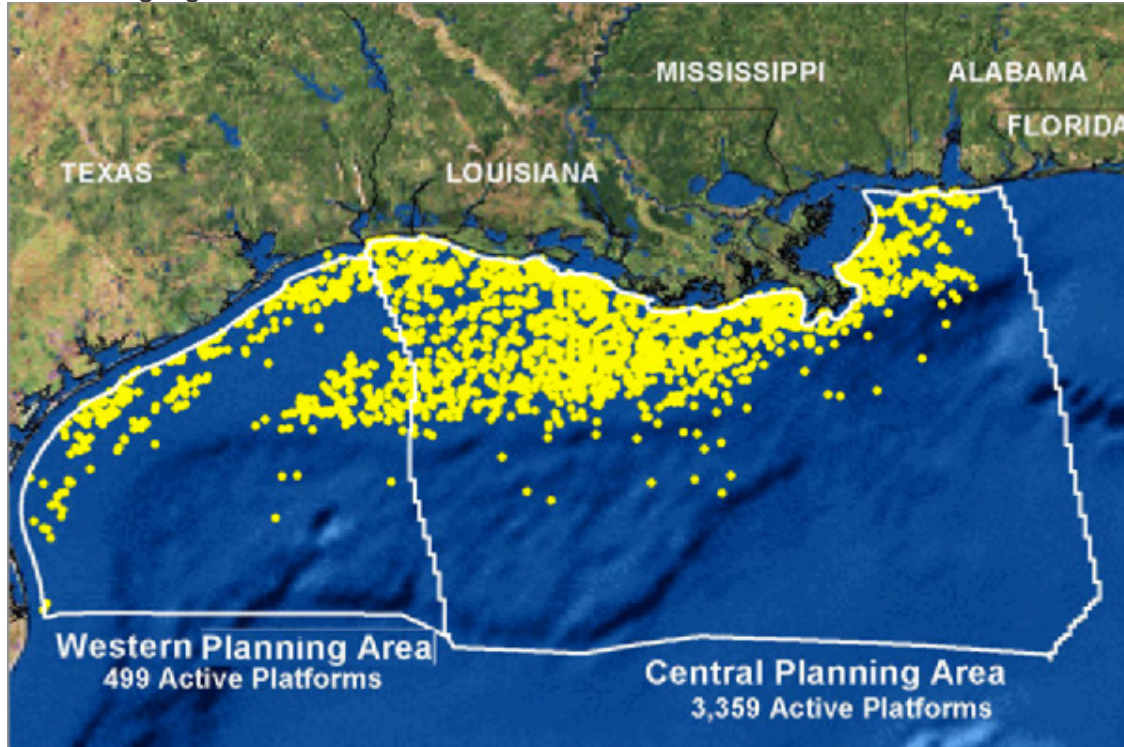 MISSISSIPPI
ALABAMA
FLORIDA
TEXAS
LOUISIANA
Western Planning Area
499 Active Platforms
Central Planning Area
3,359 Active Platforms